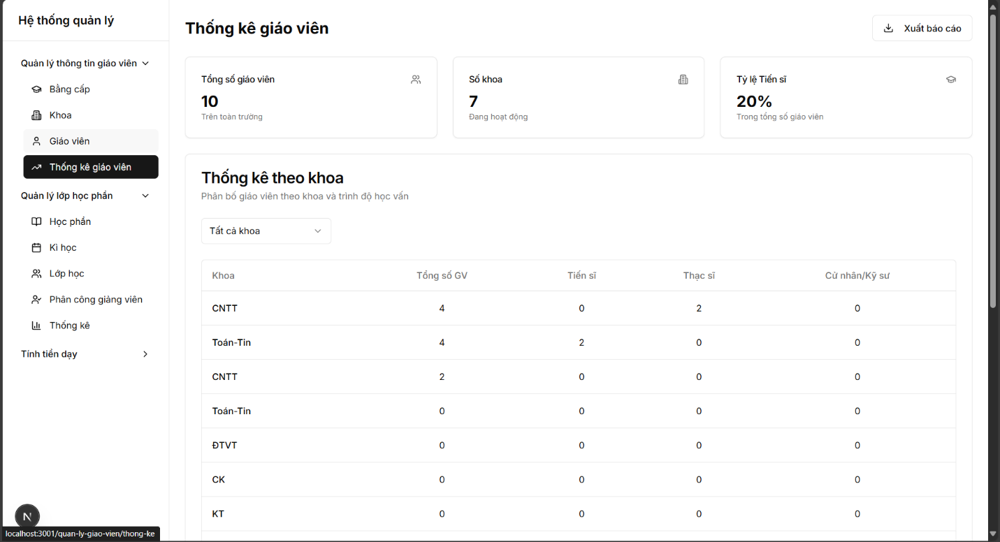 Hệ thống quản lý
Quản lý thông tin giáo viên
Bằng cấp
Khoa
Giáo viên
Thống kê giáo viên
Quản lý lớp học phần
Học phần
Kì học
Lớp học
Phân công giảng viên
Thống kê
Tính tiền dạy
N
localhost:3001/quan-ly-giao-vien/thong-ke
Thống kê giáo viên
Xuất báo cáo
Tổng số giáo viên
10
Trên toàn trường
Số khoa
7
Đang hoạt động
Tỷ lệ Tiến sĩ
20%
Trong tổng số giáo viên
Thống kê theo khoa
Phân bố giáo viên theo khoa và trình độ học vấn
Tất cả khoa
Khoa Tổng số GV Tiến sĩ Thạc sĩ Cử nhân/Kỹ sư
CNTT 4 0 2 0
Toán-Tin 4 2 0 0
CNTT 2 0 0 0
Toán-Tin 0 0 0 0
ĐTVT 0 0 0 0
CK 0 0 0 0
KT 0 0 0 0